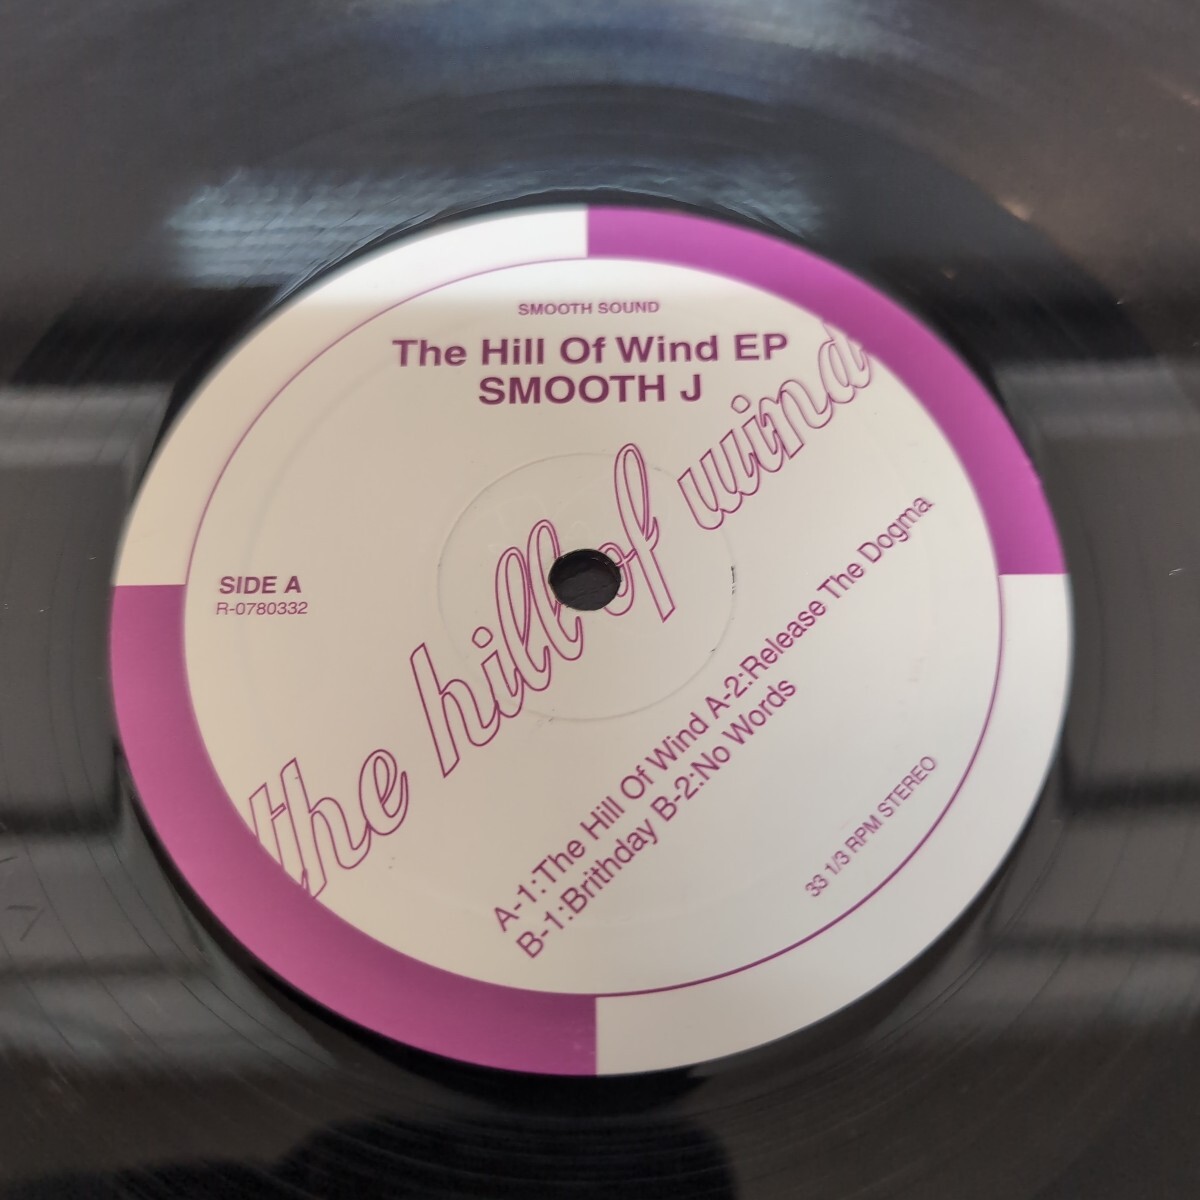 SMOOTH SOUND
The Hill Of Wind EP
SMOOTH J
the hill of wind
SIDE A
R-0780332
A-1:The Hill Of Wind A-2:Release The Dogma
B-1:Brithday B-2:No Words
33 1/3 RPM STEREO